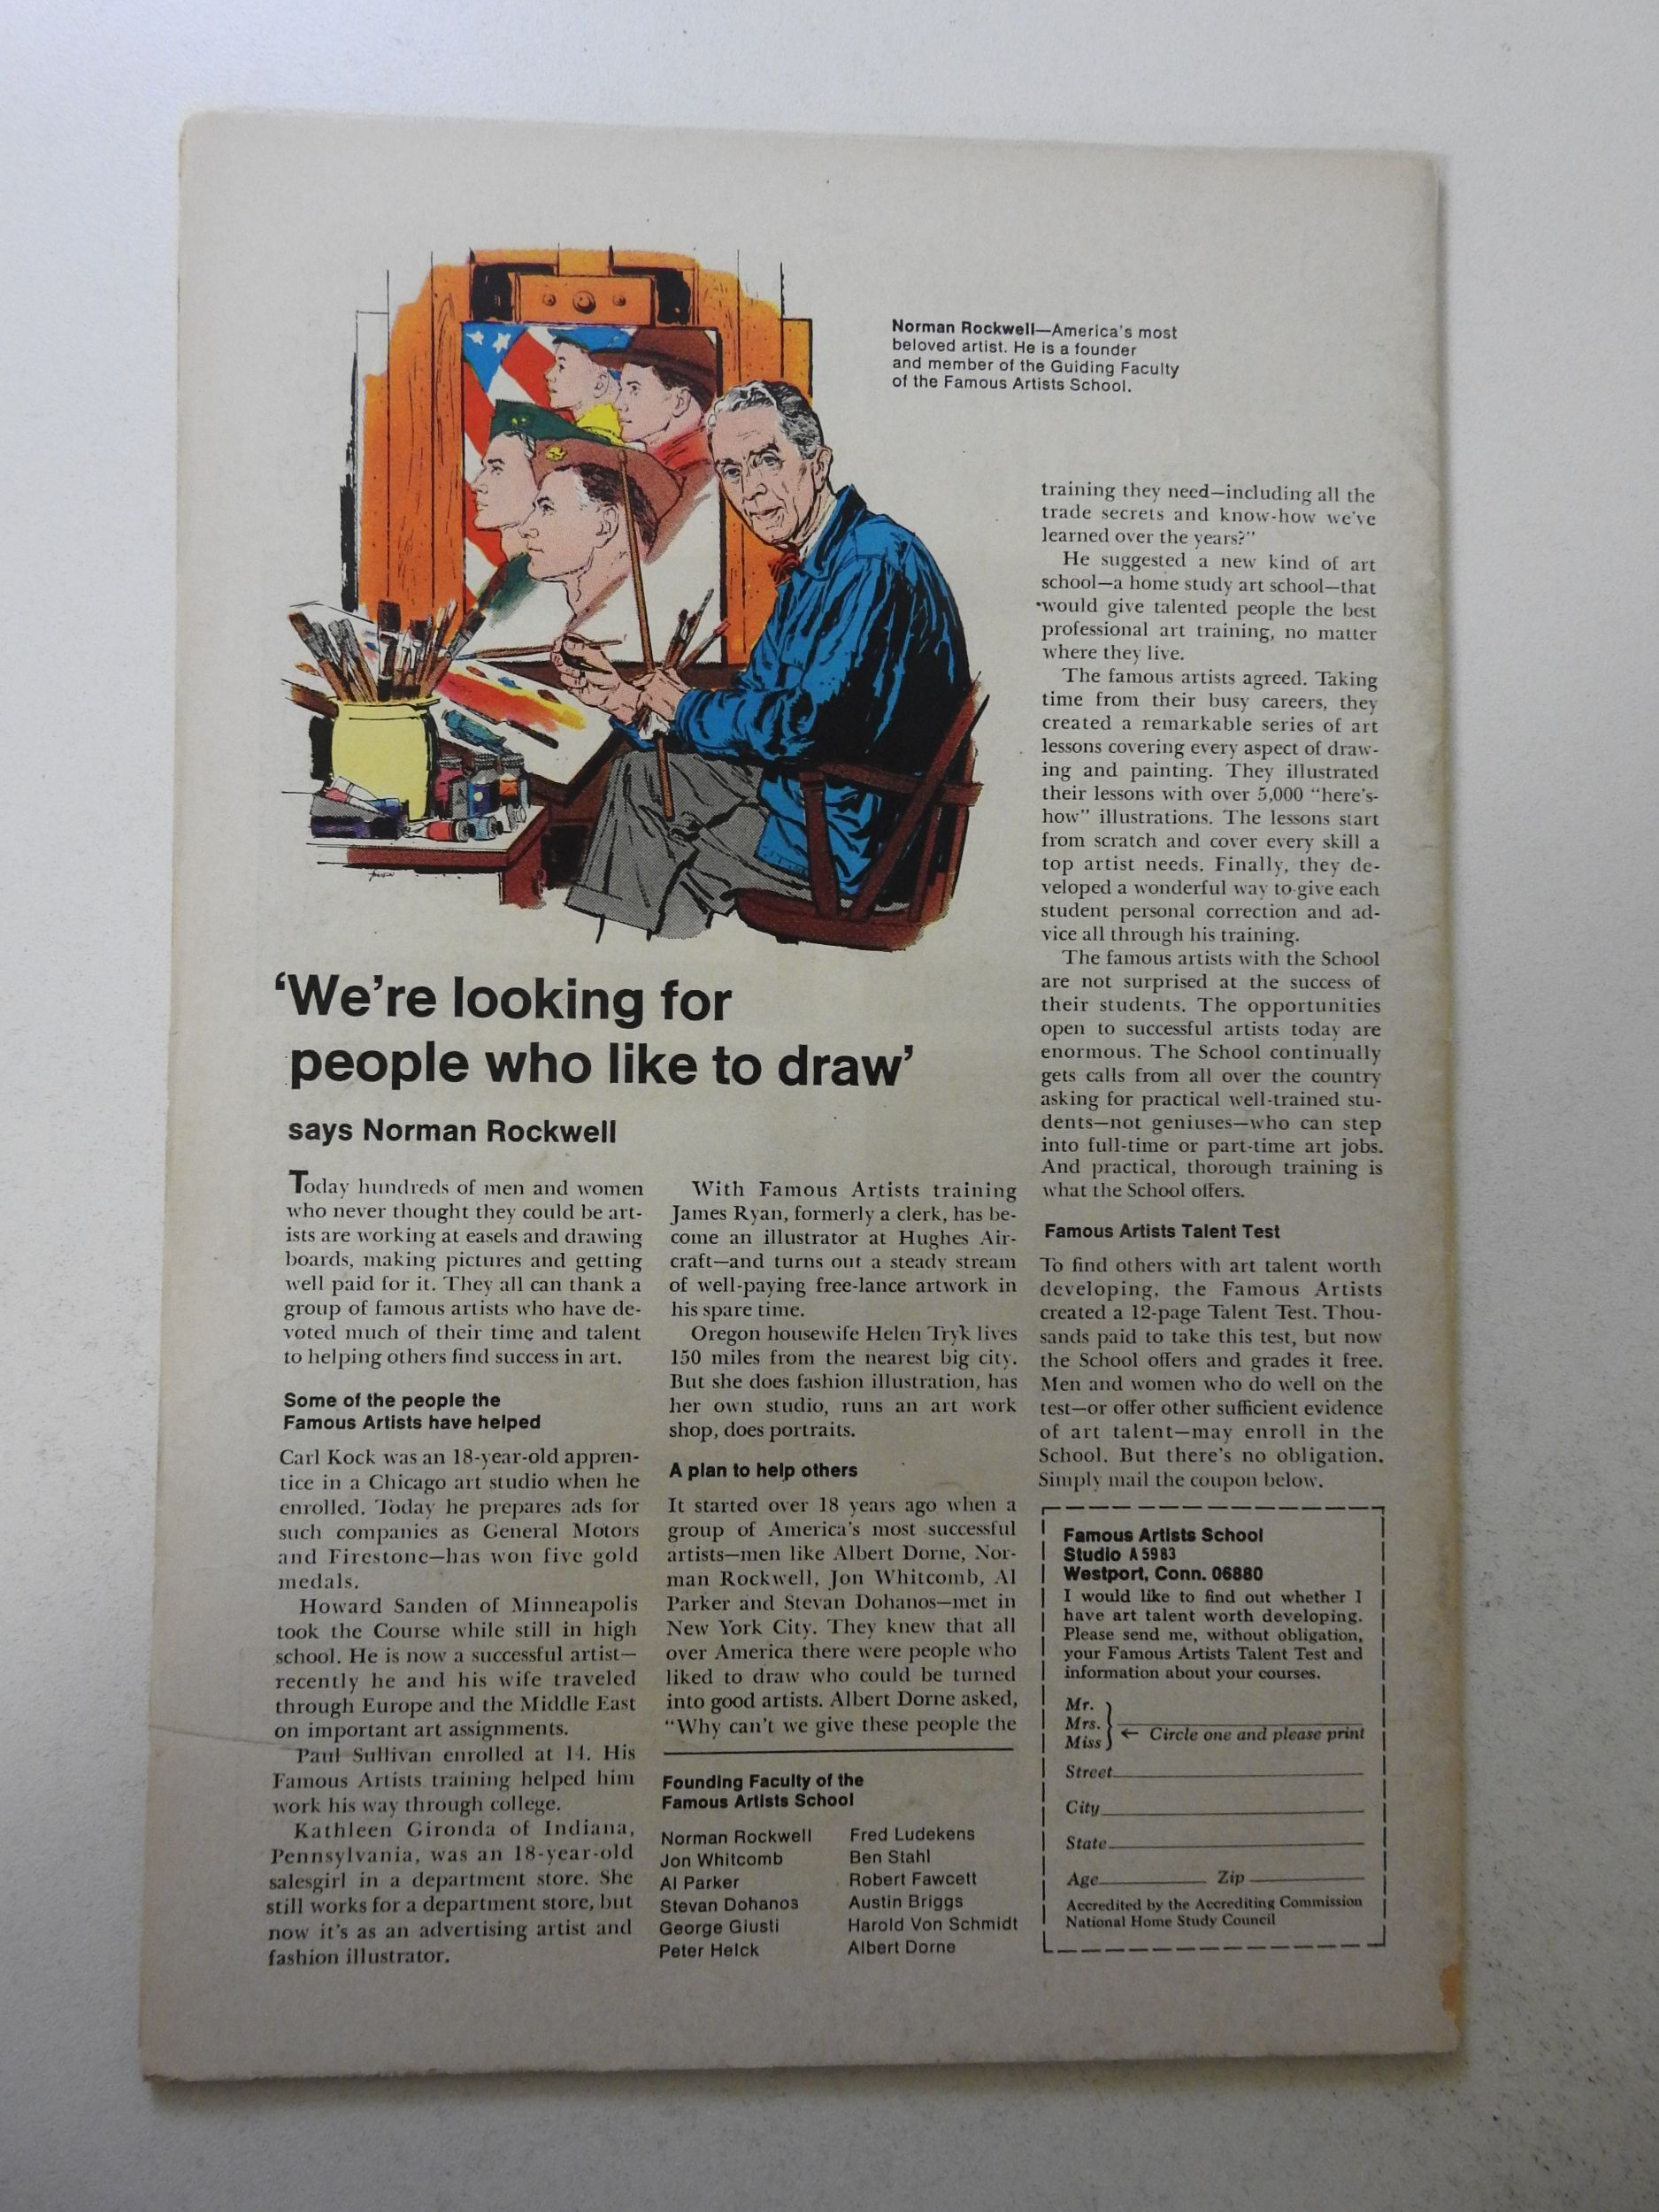 Norman Rockwell—America's most
beloved artist. He is a founder
and member of the Guiding Faculty
of the Famous Artists School.
'We're looking for
people who like to draw'
says Norman Rockwell
Today hundreds of men and women
who never thought they could be art-
ists are working at easels and drawing
boards, making pictures and getting
well paid for it. They all can thank a
group of famous artists who have de-
voted much of their time and talent
to helping others find success in art.
Some of the people the
Famous Artists have helped
Carl Kock was an 18-year-old appren-
tice in a Chicago art studio when he
enrolled. Today he prepares ads for
such companies as General Motors
and Firestone—has won five gold
medals.
Howard Sanden of Minneapolis
took the Course while still in high
school. He is now a successful artist—
recently he and his wife traveled
through Europe and the Middle East
on important art assignments.
Paul Sullivan enrolled at 14. His
Famous Artists training helped him
work his way through college.
Kathleen Gironda of Indiana,
Pennsylvania, was an 18-year-old
salesgirl in a department store. She
still works for a department store, but
now it's as an advertising artist and
fashion illustrator.
With Famous Artists training
James Ryan, formerly a clerk, has be-
come an illustrator at Hughes Air-
craft—and turns out a steady stream
of well-paying free-lance artwork in
his spare time.
Oregon housewife Helen Tryk lives
150 miles from the nearest big city.
But she does fashion illustration, has
her own studio, runs an art work
shop, does portraits.
A plan to help others
It started over 18 years ago when a
group of America's most successful
artists—men like Albert Dorne, Nor-
man Rockwell, Jon Whitcomb, Al
Parker and Stevan Dohanos—met in
New York City. They knew that all
over America there were people who
liked to draw who could be turned
into good artists. Albert Dorne asked,
"Why can't we give these people the
Founding Faculty of the
Famous Artists School
Norman Rockwell
Jon Whitcomb
Al Parker
Stevan Dohanos
George Giusti
Peter Helck
Fred Ludekens
Ben Stahl
Robert Fawcett
Austin Briggs
Harold Von Schmidt
Albert Dorne
training they need—including all the
trade secrets and know-how we've
learned over the years?"
He suggested a new kind of art
school—a home study art school—that
would give talented people the best
professional art training, no matter
where they live.
The famous artists agreed. Taking
time from their busy careers, they
created a remarkable series of art
lessons covering every aspect of draw-
ing and painting. They illustrated
their lessons with over 5,000 "here's-
how" illustrations. The lessons start
from scratch and cover every skill a
top artist needs. Finally, they de-
veloped a wonderful way to give each
student personal correction and ad-
vice all through his training.
The famous artists with the School
are not surprised at the success of
their students. The opportunities
open to successful artists today are
enormous. The School continually
gets calls from all over the country
asking for practical well-trained stu-
dents—not geniuses—who can step
into full-time or part-time art jobs.
And practical, thorough training is
what the School offers.
Famous Artists Talent Test
To find others with art talent worth
developing, the Famous Artists
created a 12-page Talent Test. Thou-
sands paid to take this test, but now
the School offers and grades it free.
Men and women who do well on the
test—or offer other sufficient evidence
of art talent—may enroll in the
School. But there's no obligation.
Simply mail the coupon below.
Famous Artists School
Studio A 5983
Westport, Conn. 06880
I would like to find out whether I
have art talent worth developing.
Please send me, without obligation,
your Famous Artists Talent Test and
information about your courses.
Mr.
Mrs.
Miss ← Circle one and please print
Street
City
State
Age Zip
Accredited by the Accrediting Commission
National Home Study Council